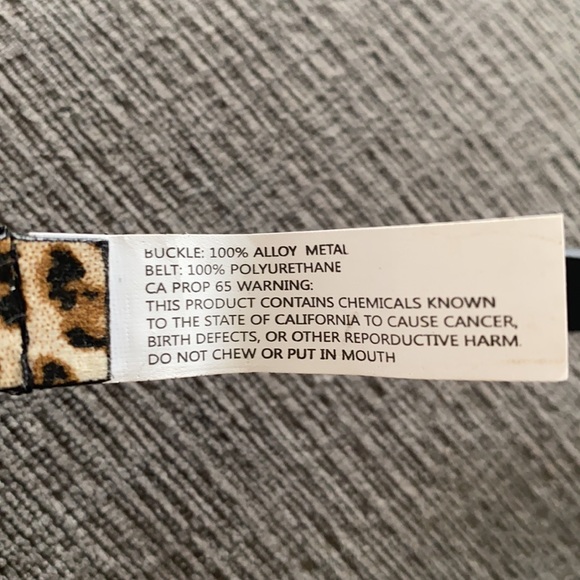 BUCKLE: 100% ALLOY METAL
BELT: 100% POLYURETHANE
CA PROP 65 WARNING:
THIS PRODUCT CONTAINS CHEMICALS KNOWN
TO THE STATE OF CALIFORNIA TO CAUSE CANCER,
BIRTH DEFECTS, OR OTHER REPORDUCTIVE HARM.
DO NOT CHEW OR PUT IN MOUTH